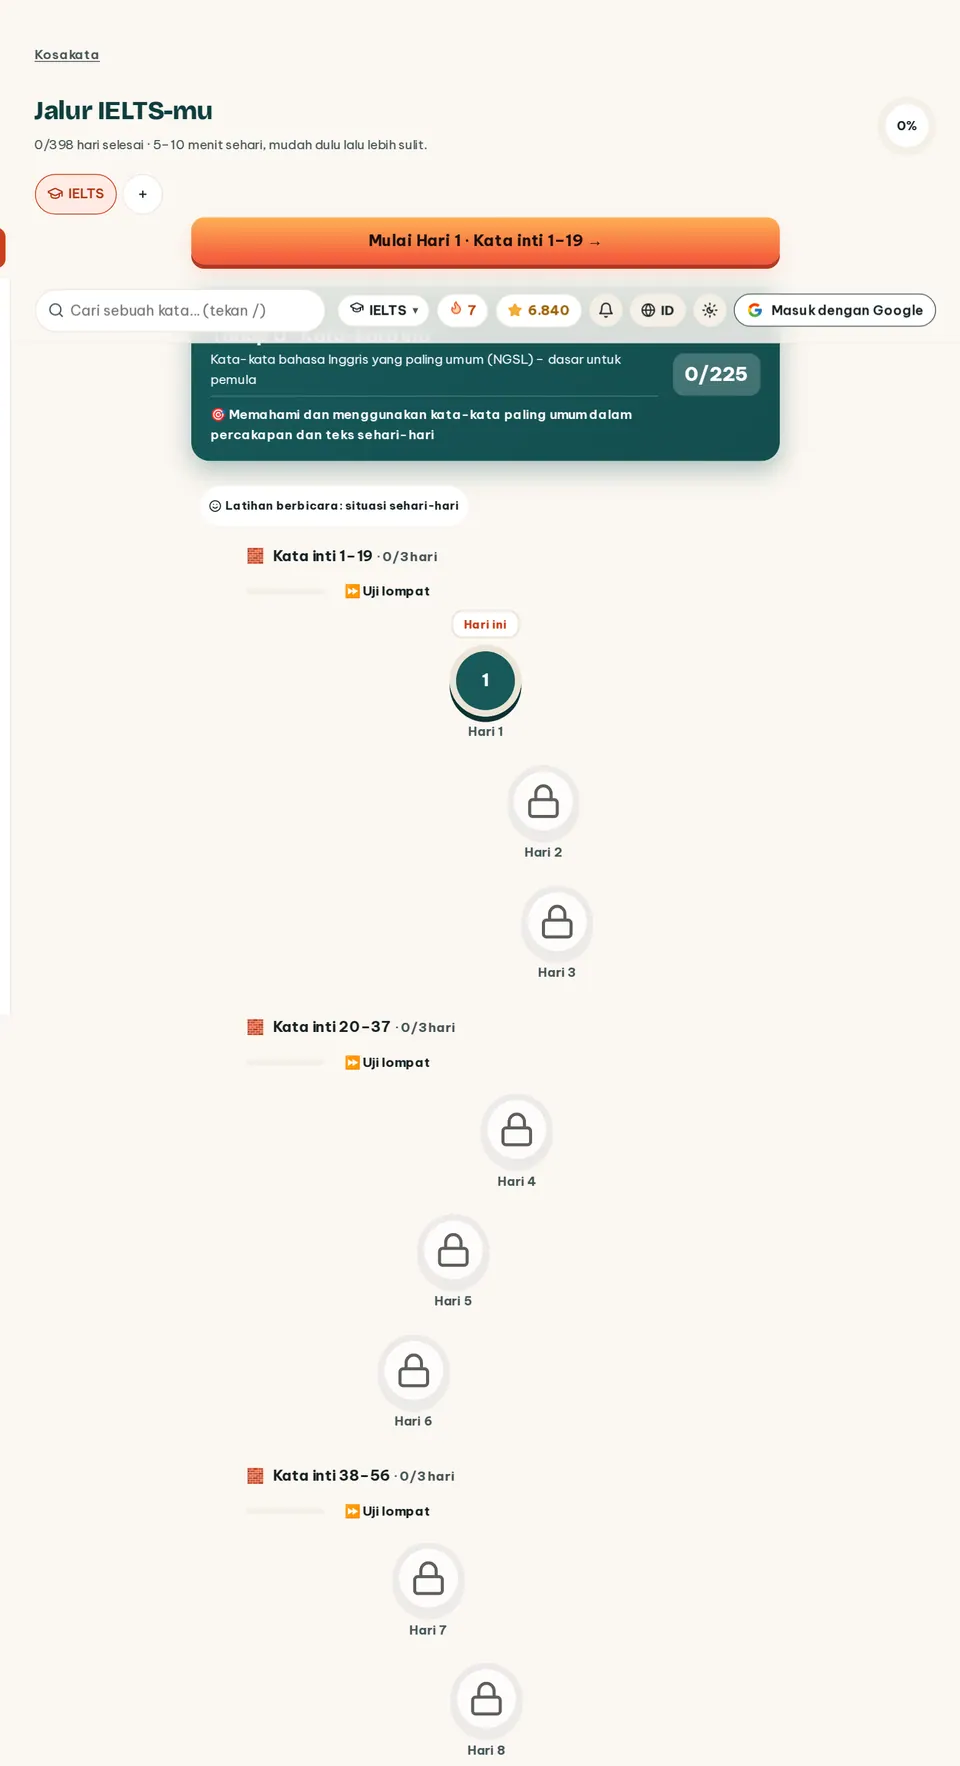 Kosakata
Jalur IELTS-mu
0/398 hari selesai · 5–10 menit sehari, mudah dulu lalu lebih sulit.
0%
IELTS
+
Mulai Hari 1 · Kata inti 1–19 →
Cari sebuah kata... (tekan /)
IELTS ▾
7
6.840
ID
Masuk dengan Google
Kata-kata bahasa Inggris yang paling umum (NGSL) – dasar untuk
pemula
0/225
🎯 Memahami dan menggunakan kata-kata paling umum dalam
percakapan dan teks sehari-hari
Latihan berbicara: situasi sehari-hari
🧱 Kata inti 1–19 · 0/3 hari
⏩ Uji lompat
Hari ini
1
Hari 1
Hari 2
Hari 3
🧱 Kata inti 20–37 · 0/3 hari
⏩ Uji lompat
Hari 4
Hari 5
Hari 6
🧱 Kata inti 38–56 · 0/3 hari
⏩ Uji lompat
Hari 7
Hari 8